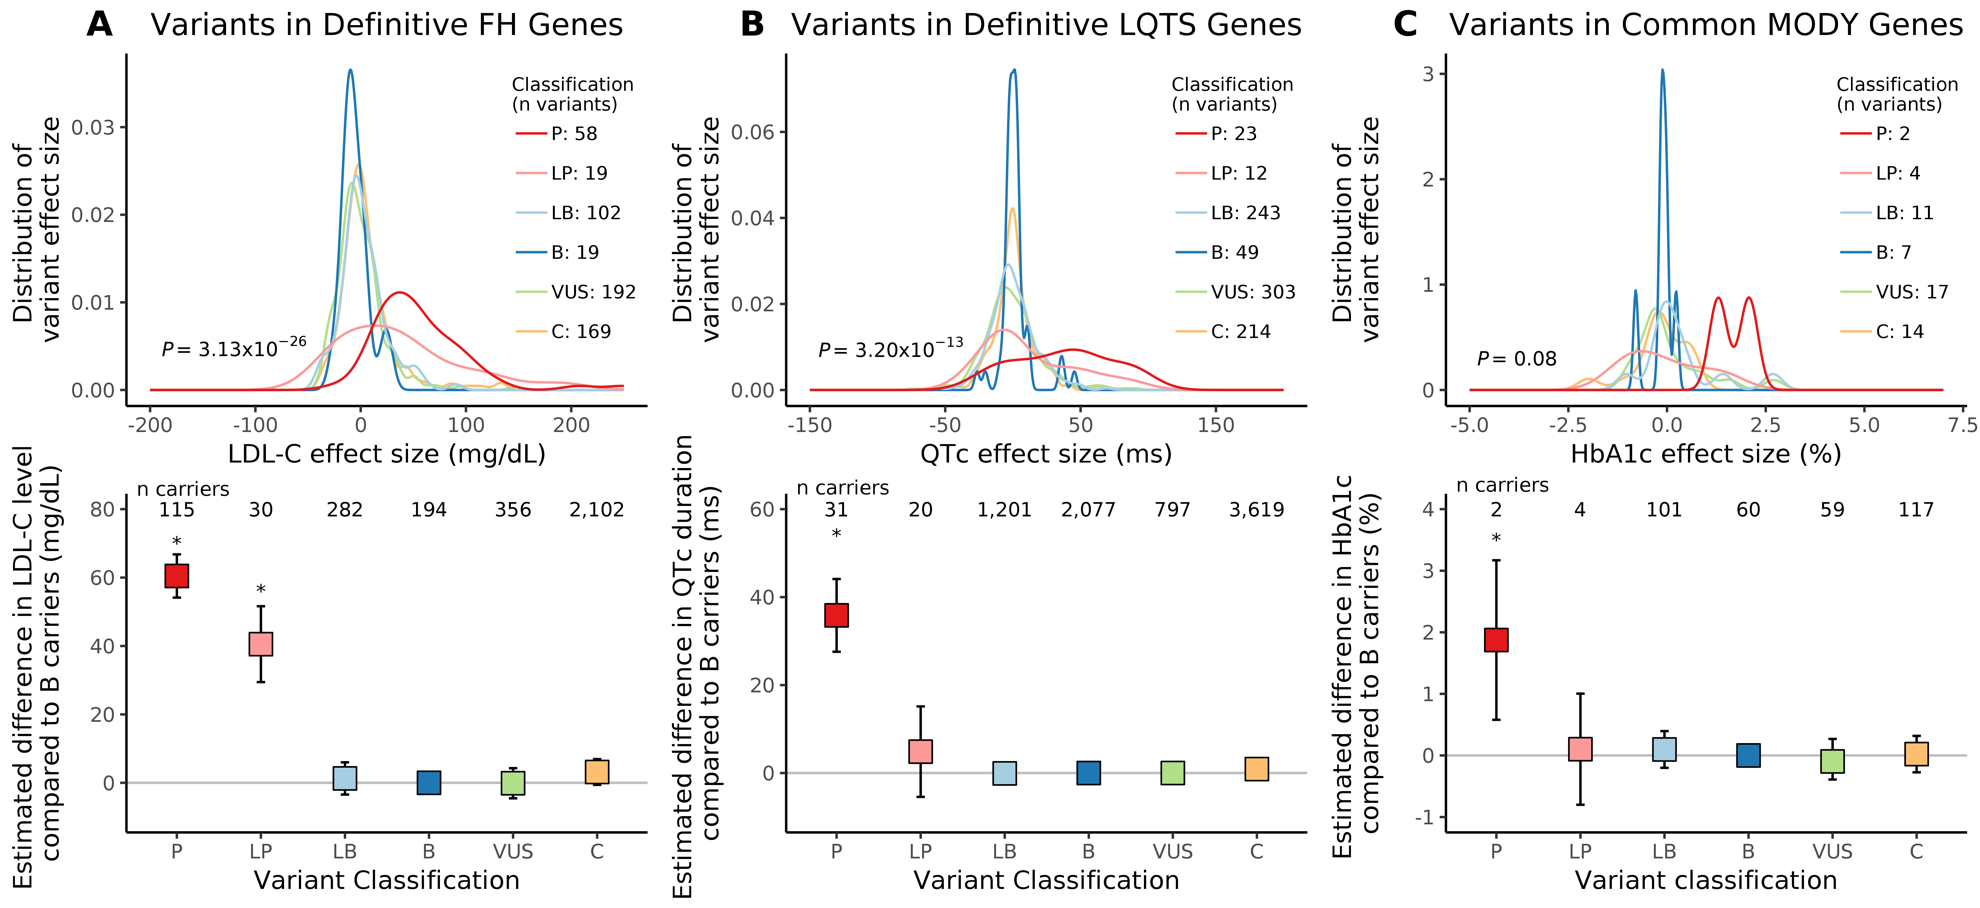 A Variants in Definitive FH Genes
Distribution of
variant effect size
0.03
0.02
0.01
0.00
Classification
(n variants)
P: 58
LP: 19
LB: 102
B: 19
VUS: 192
C: 169
P = 3.13x10−26
-200 -100 0 100 200
LDL-C effect size (mg/dL)
Estimated difference in LDL-C level
compared to B carriers (mg/dL)
80
60
40
20
0
n carriers
115 30 282 194 356 2,102
*
*
P LP LB B VUS C
Variant Classification
B Variants in Definitive LQTS Genes
Distribution of
variant effect size
0.06
0.04
0.02
0.00
Classification
(n variants)
P: 23
LP: 12
LB: 243
B: 49
VUS: 303
C: 214
P = 3.20x10−13
-150 -50 50 150
QTc effect size (ms)
Estimated difference in QTc duration
compared to B carriers (ms)
60
40
20
0
n carriers
31 20 1,201 2,077 797 3,619
*
P LP LB B VUS C
Variant Classification
C Variants in Common MODY Genes
Distribution of
variant effect size
3
2
1
0
Classification
(n variants)
P: 2
LP: 4
LB: 11
B: 7
VUS: 17
C: 14
P = 0.08
-5.0 -2.5 0.0 2.5 5.0 7.5
HbA1c effect size (%)
Estimated difference in HbA1c
compared to B carriers (%)
4
3
2
1
0
-1
n carriers
2 4 101 60 59 117
*
P LP LB B VUS C
Variant classification